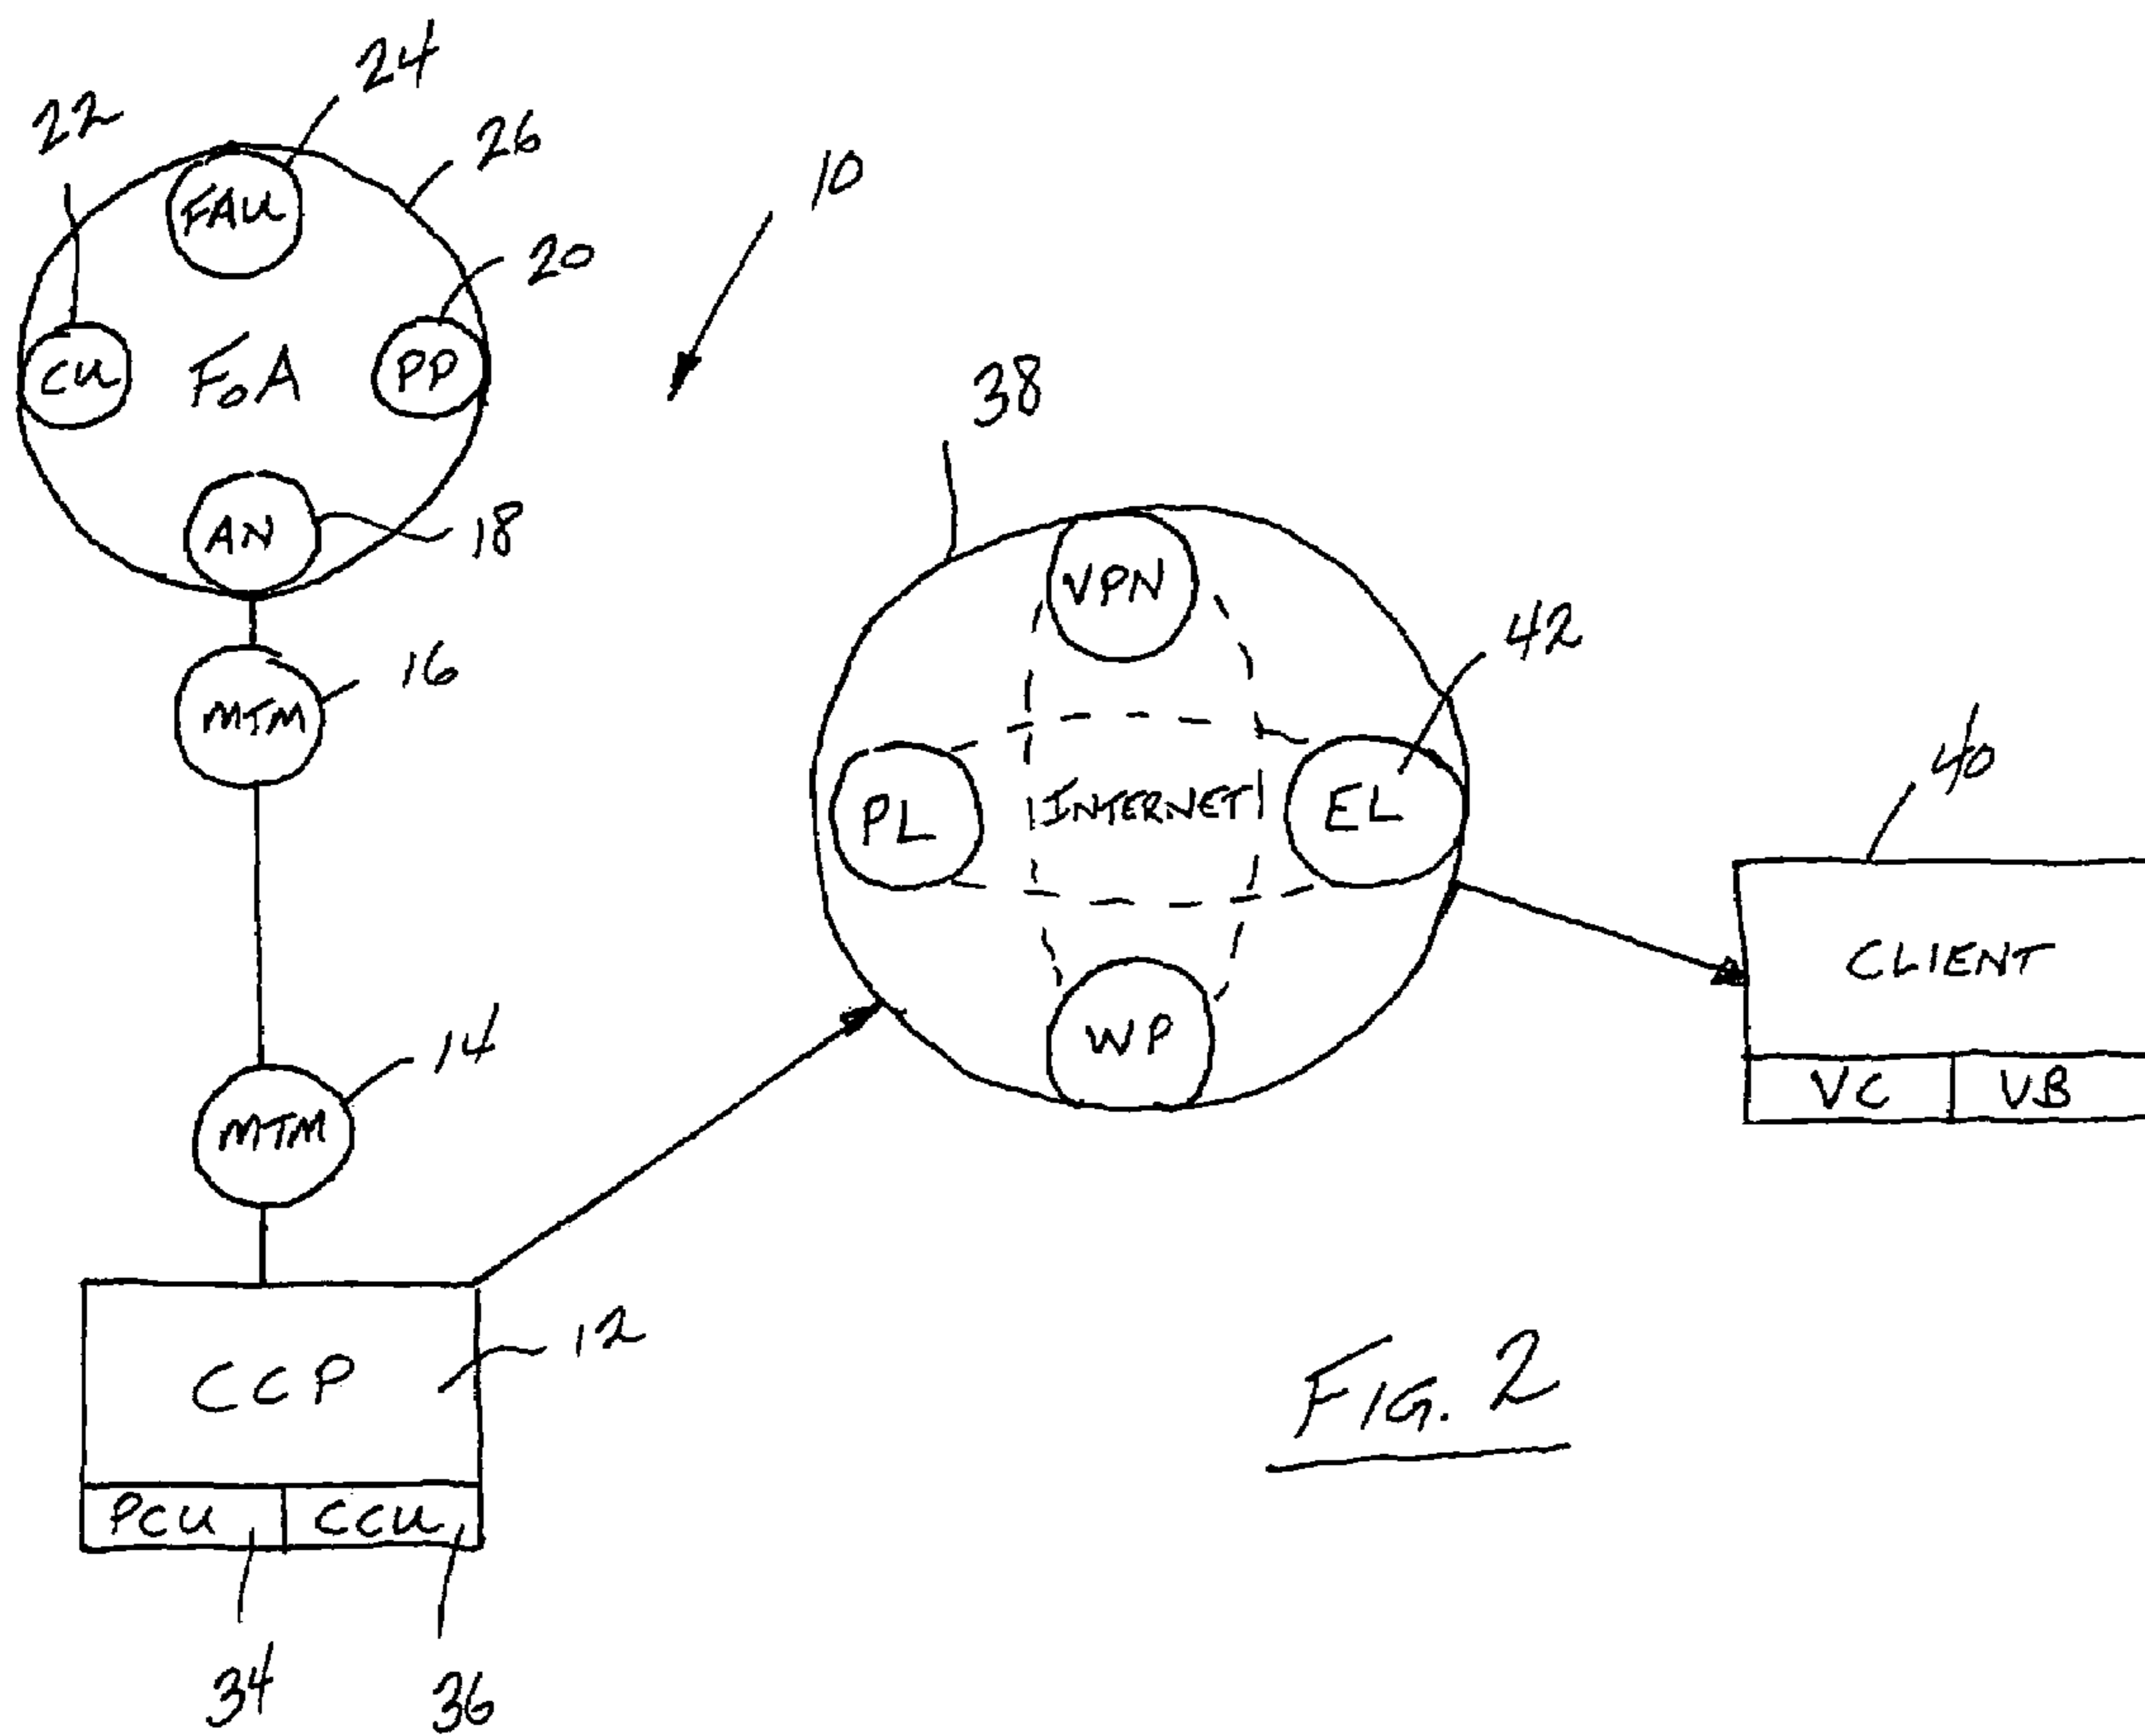 24
22
26
10
FAU
20
CU
FoA
PP
38
AN
18
VPN
42
16
MTM
40
PL
INTERNET
EL
CLIENT
WP
14
VC
VB
MTM
12
CCP
FIG. 2
PCU
CCU
34
36